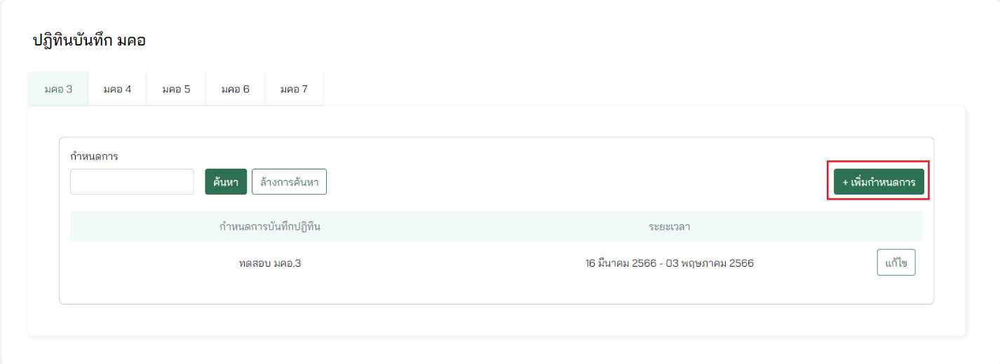 ปฏิทินบันทึก มคอ
มคอ 3 มคอ 4 มคอ 5 มคอ 6 มคอ 7
กำหนดการ
ค้นหา ล้างการค้นหา + เพิ่มกำหนดการ
กำหนดการบันทึกปฏิทิน ระยะเวลา
ทดสอบ มคอ.3 16 มีนาคม 2566 - 03 พฤษภาคม 2566 แก้ไข